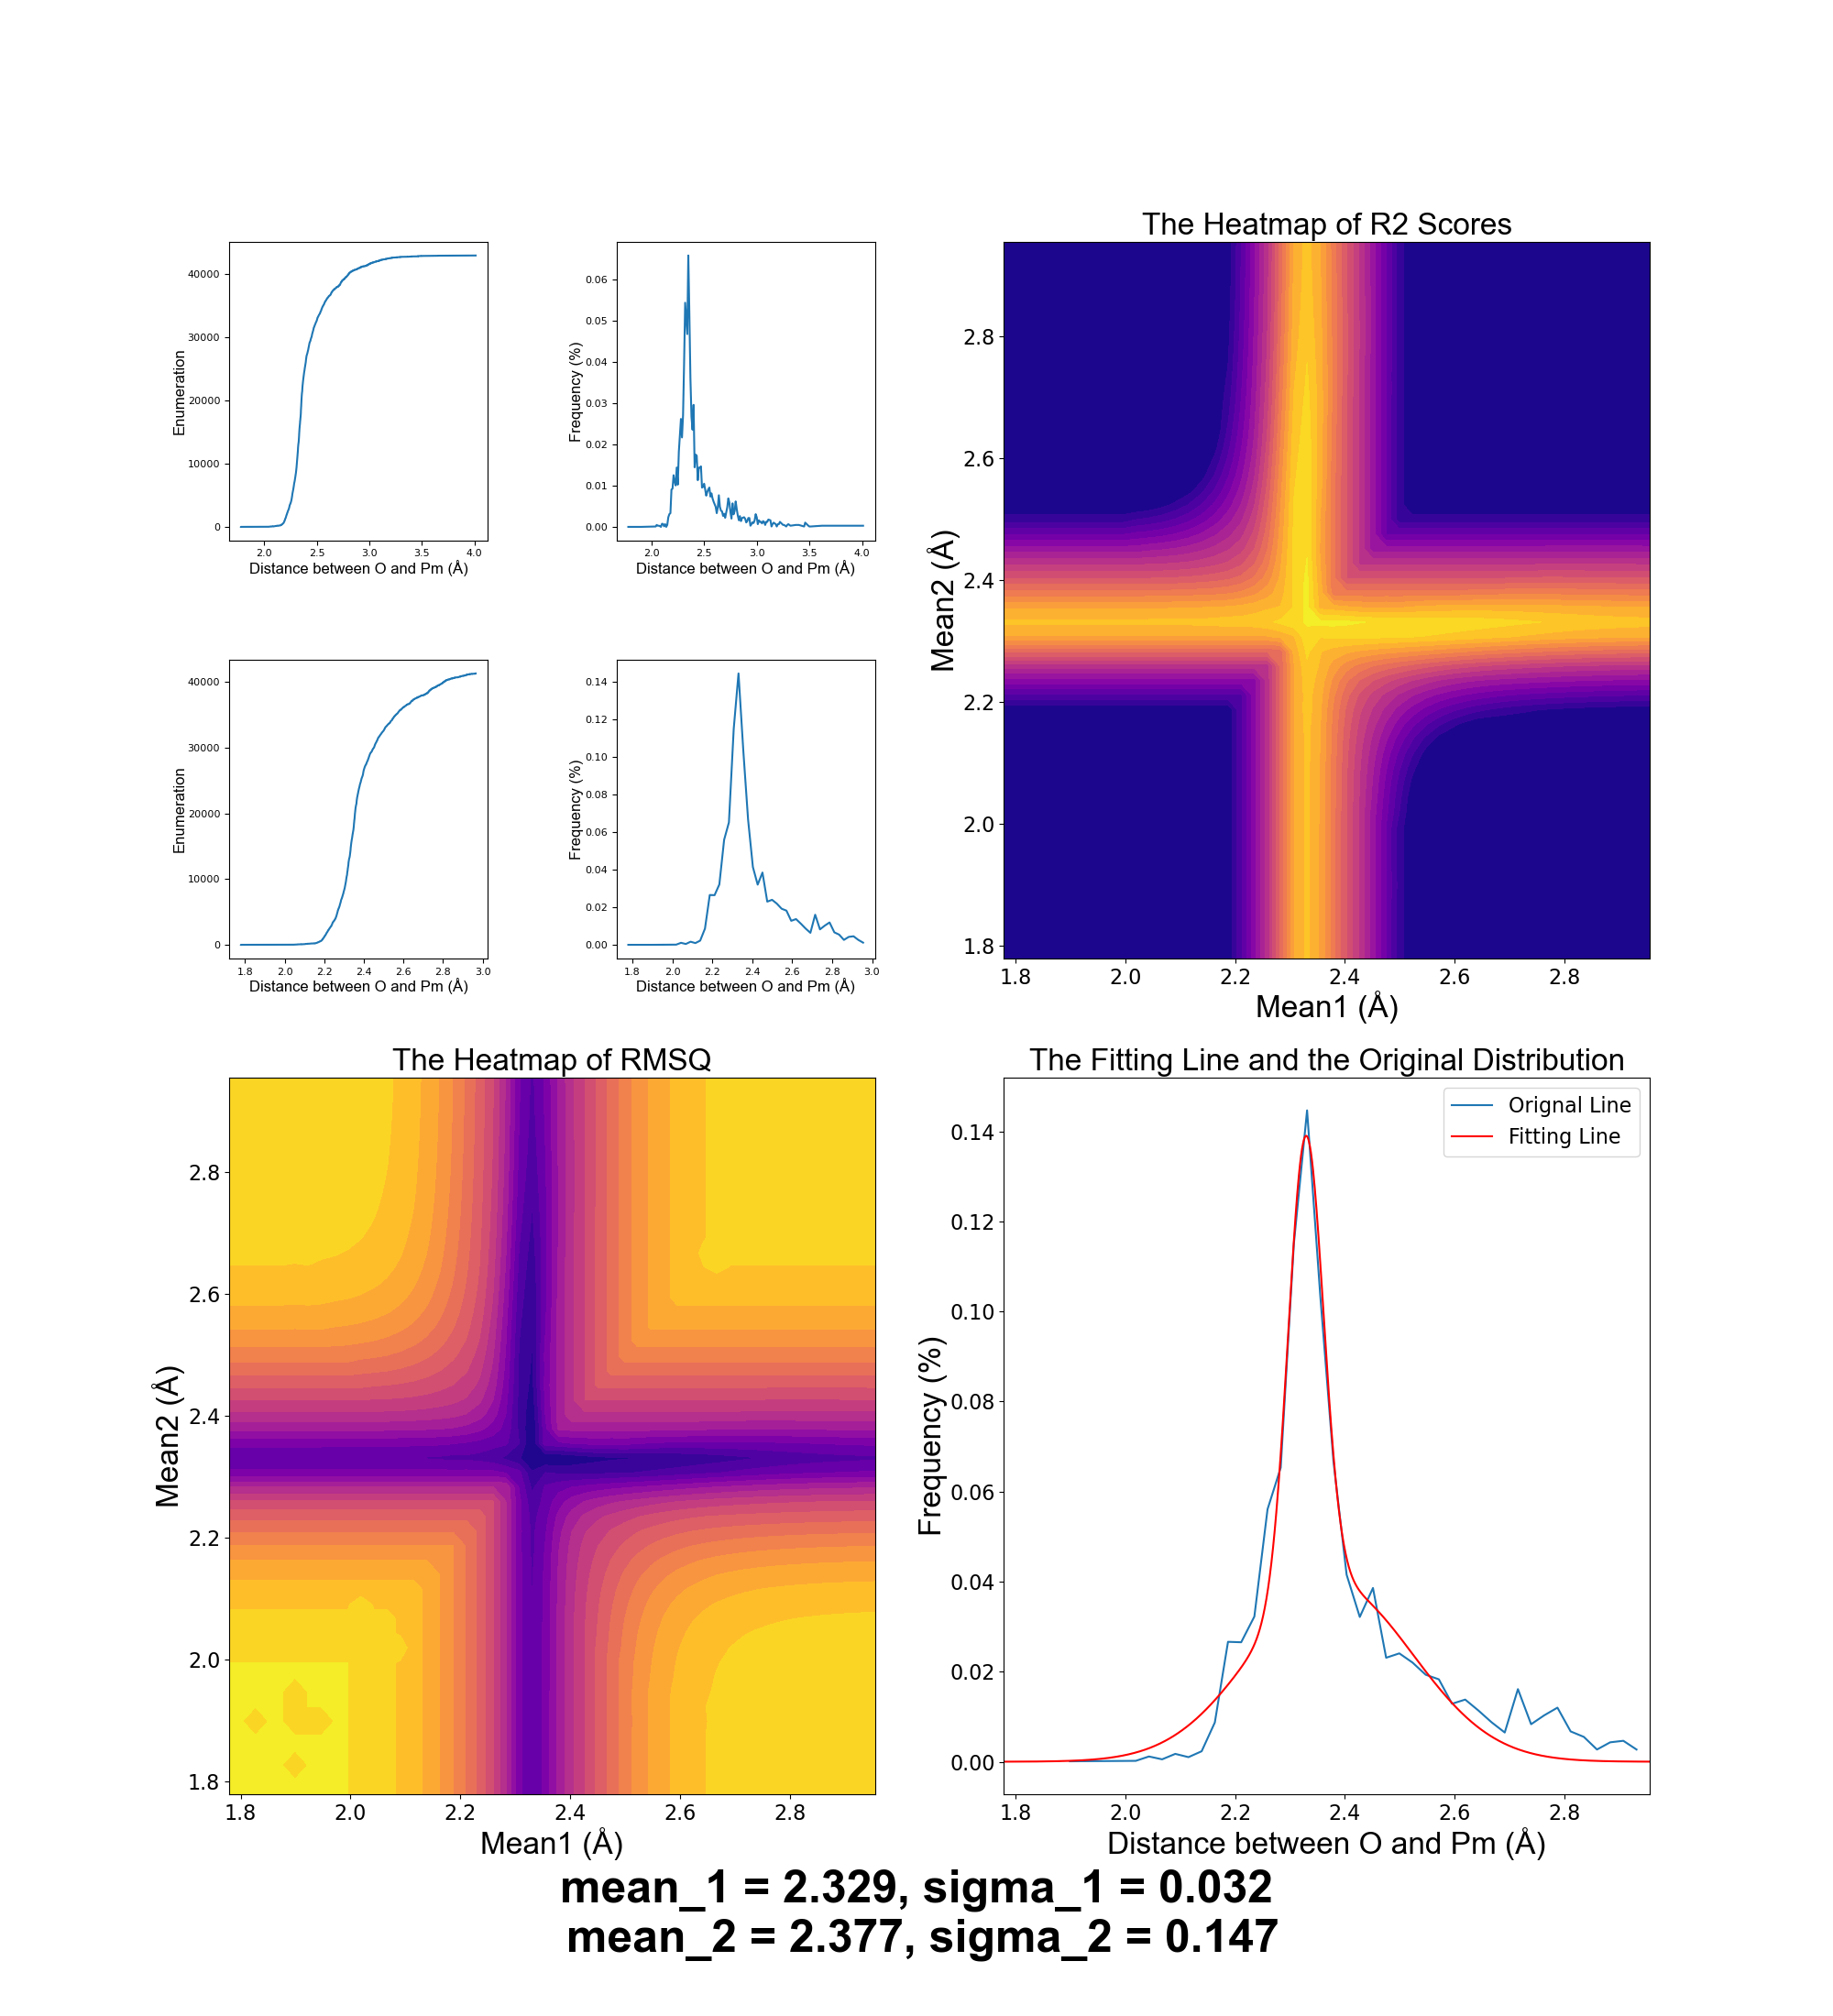 40000
30000
20000
10000
0
Enumeration
2.0 2.5 3.0 3.5 4.0
Distance between O and Pm (Å)
0.06
0.05
0.04
0.03
0.02
0.01
0.00
Frequency (%)
2.0 2.5 3.0 3.5 4.0
Distance between O and Pm (Å)
40000
30000
20000
10000
0
Enumeration
1.8 2.0 2.2 2.4 2.6 2.8 3.0
Distance between O and Pm (Å)
0.14
0.12
0.10
0.08
0.06
0.04
0.02
0.00
Frequency (%)
1.8 2.0 2.2 2.4 2.6 2.8 3.0
Distance between O and Pm (Å)
The Heatmap of R2 Scores
2.8
2.6
2.4
2.2
2.0
1.8
Mean2 (Å)
1.8 2.0 2.2 2.4 2.6 2.8
Mean1 (Å)
The Heatmap of RMSQ
2.8
2.6
2.4
2.2
2.0
1.8
Mean2 (Å)
1.8 2.0 2.2 2.4 2.6 2.8
Mean1 (Å)
The Fitting Line and the Original Distribution
Orignal Line
Fitting Line
0.14
0.12
0.10
0.08
0.06
0.04
0.02
0.00
Frequency (%)
1.8 2.0 2.2 2.4 2.6 2.8
Distance between O and Pm (Å)
mean_1 = 2.329, sigma_1 = 0.032
mean_2 = 2.377, sigma_2 = 0.147